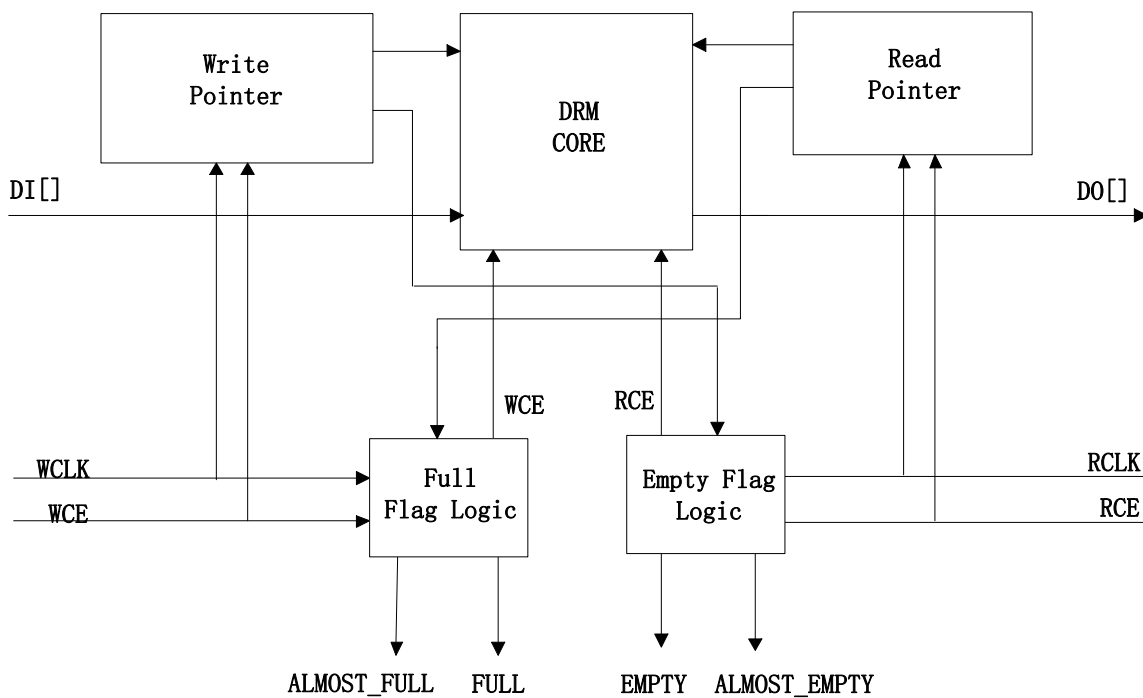 Write
Pointer
DRM
CORE
Read
Pointer
DI[]
DO[]
WCE
RCE
WCLK
WCE
Full
Flag Logic
Empty Flag
Logic
RCLK
RCE
ALMOST_FULL
FULL
EMPTY
ALMOST_EMPTY